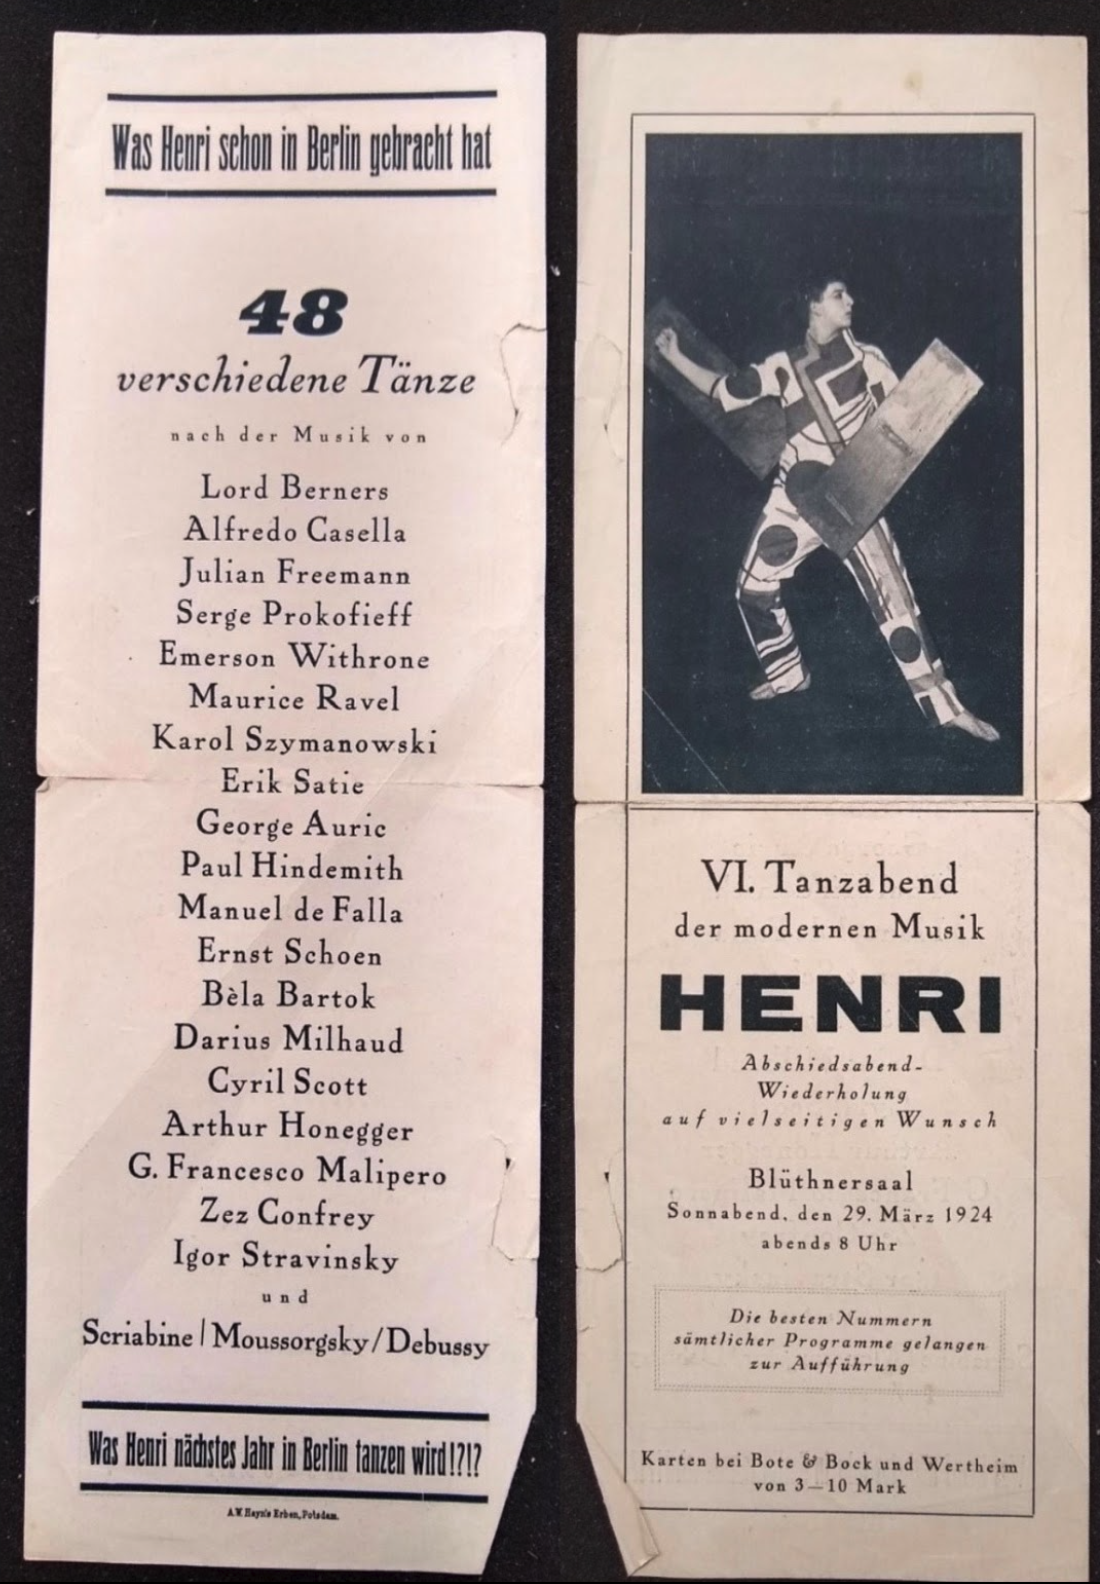 Was Henri schon in Berlin gebracht hat
48
verschiedene Tänze
nach der Musik von
Lord Berners
Alfredo Casella
Julian Freemann
Serge Prokofieff
Emerson Withrone
Maurice Ravel
Karol Szymanowski
Erik Satie
George Auric
Paul Hindemith
Manuel de Falla
Ernst Schoen
Bèla Bartok
Darius Milhaud
Cyril Scott
Arthur Honegger
G. Francesco Malipero
Zez Confrey
Igor Stravinsky
und
Scriabine / Moussorgsky / Debussy
Was Henri nächstes Jahr in Berlin tanzen wird!?!?
A.W. Hayn's Erben, Potsdam.
VI. Tanzabend
der modernen Musik
HENRI
Abschiedsabend-
Wiederholung
auf vielseitigen Wunsch
Blüthnersaal
Sonnabend, den 29. März 1924
abends 8 Uhr
Die besten Nummern
sämtlicher Programme gelangen
zur Aufführung
Karten bei Bote & Bock und Wertheim
von 3—10 Mark